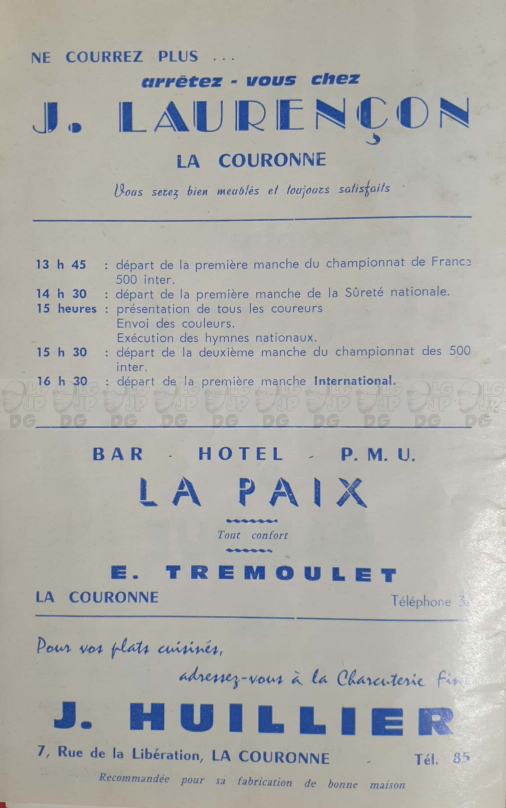 NE COURREZ PLUS ...
arrêtez - vous chez
J. LAURENÇON
LA COURONNE
Vous serez bien meublés et toujours satisfaits
13 h 45 : départ de la première manche du championnat de France
500 inter.
14 h 30 : départ de la première manche de la Sûreté nationale.
15 heures : présentation de tous les coureurs
Envoi des couleurs.
Exécution des hymnes nationaux.
15 h 30 : départ de la deuxième manche du championnat des 500
inter.
16 h 30 : départ de la première manche International.
BAR - HOTEL - P. M. U.
LA PAIX
Tout confort
E. TREMOULET
LA COURONNE Téléphone
Pour vos plats cuisinés,
adressez-vous à la Charcuterie
J. HUILLIER
7, Rue de la Libération, LA COURONNE - Tél. 85
Recommandée pour sa fabrication de bonne maison